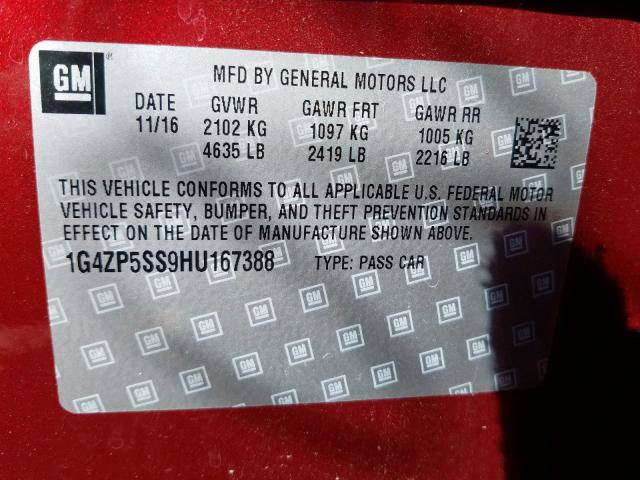 GM ®
MFD BY GENERAL MOTORS LLC
DATE GVWR GAWR FRT GAWR RR
11/16 2102 KG 1097 KG 1005 KG
4635 LB 2419 LB 2216 LB
THIS VEHICLE CONFORMS TO ALL APPLICABLE U.S. FEDERAL MOTOR
VEHICLE SAFETY, BUMPER, AND THEFT PREVENTION STANDARDS IN
EFFECT ON THE DATE OF MANUFACTURE SHOWN ABOVE.
1G4ZP5SS9HU167388 TYPE: PASS CAR